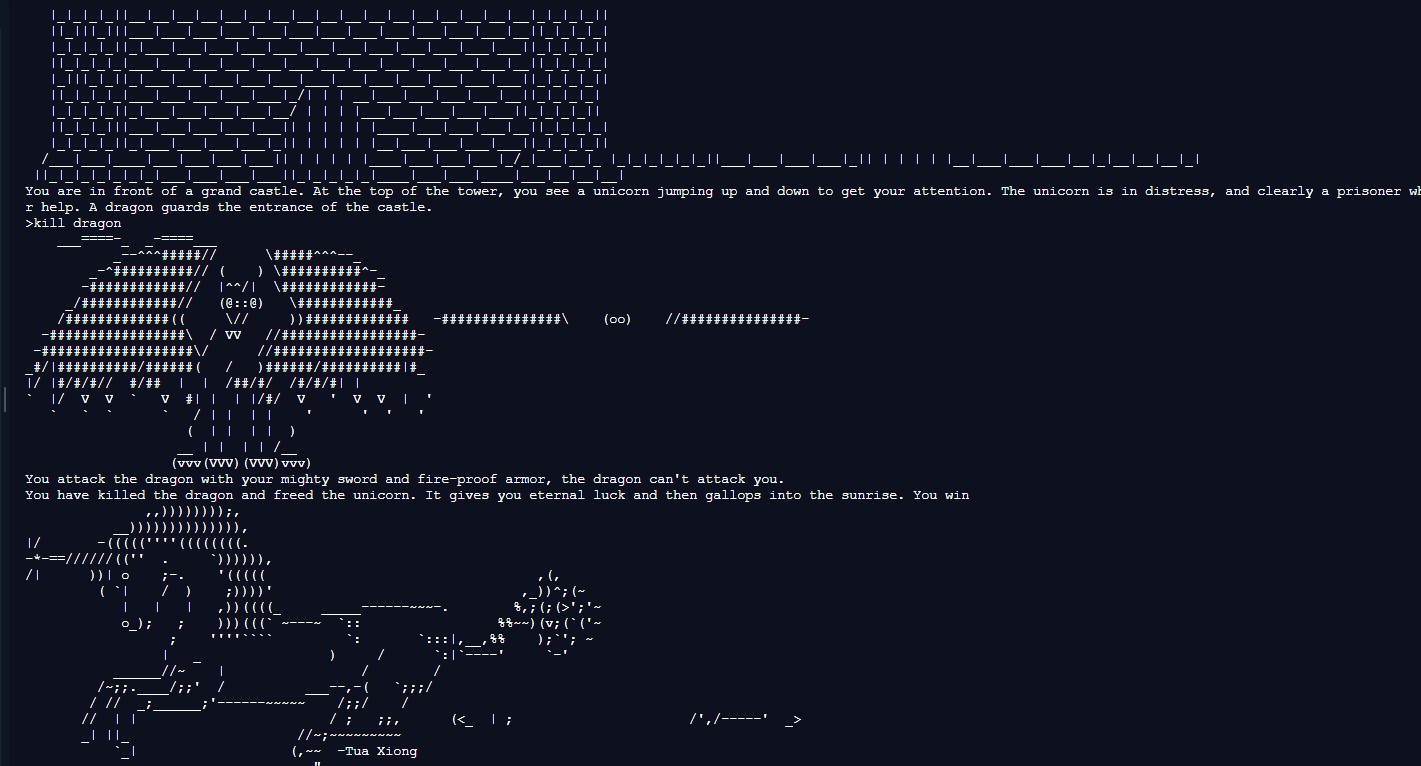 You are in front of a grand castle. At the top of the tower, you see a unicorn jumping up and down to get your attention. The unicorn is in distress, and clearly a prisoner
r help. A dragon guards the entrance of the castle.
>kill dragon
You attack the dragon with your mighty sword and fire-proof armor, the dragon can't attack you.
You have killed the dragon and freed the unicorn. It gives you eternal luck and then gallops into the sunrise. You win
-Tua Xiong